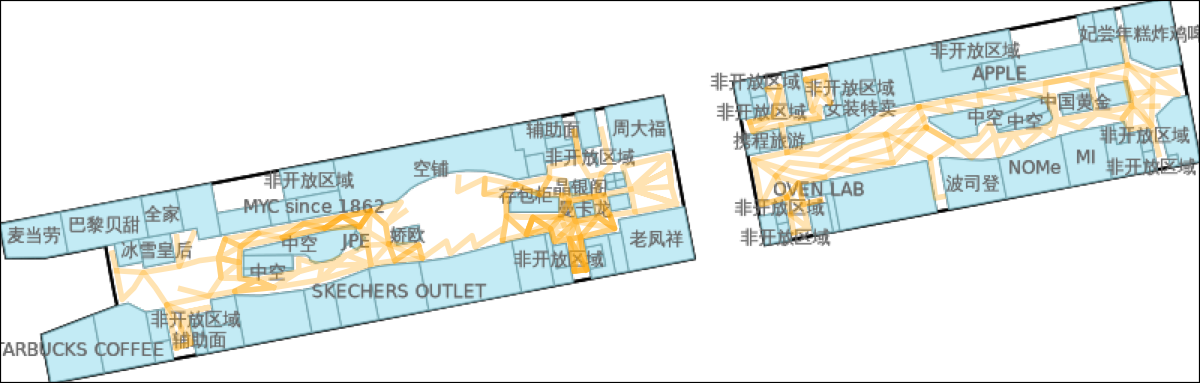 妃尝年糕炸鸡啤
非开放区域
APPLE
非开放区域
非开放区域
女装特卖
非开放区域
携程旅游
中国黄金
中空
中空
非开放区域
非开放区域
MI
NOMe
波司登
OVEN LAB
非开放区域
非开放区域
辅助面
周大福
非开放区域
空铺
非开放区域
晶银阁
存包柜
曼卡龙
MYC since 1862
全家
巴黎贝甜
麦当劳
冰雪皇后
中空
JPE
娇欧
老凤祥
非开放区域
中空
SKECHERS OUTLET
非开放区域
辅助面
TARBUCKS COFFEE